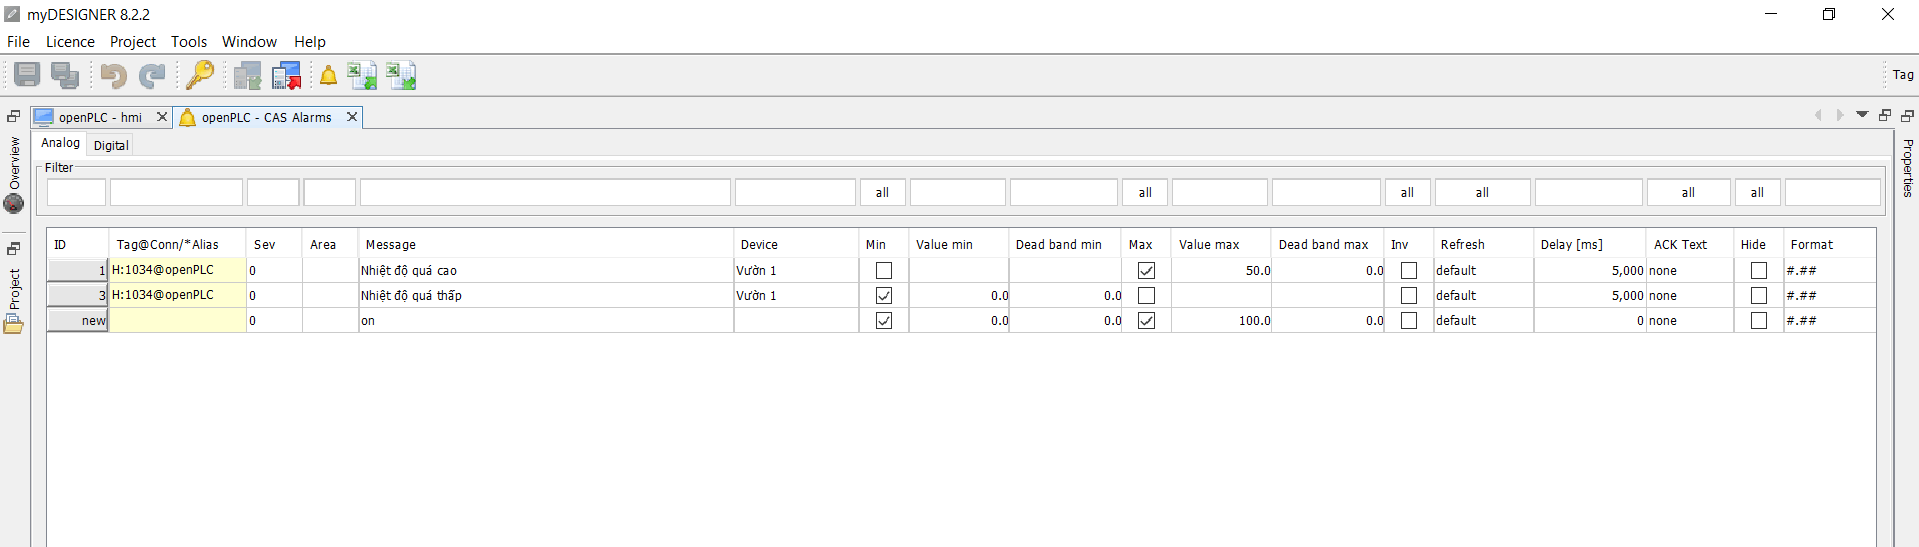 myDESIGNER 8.2.2
File Licence Project Tools Window Help
Tag
openPLC - hmi openPLC - CAS Alarms
Overview
Project
Properties
Analog Digital
Filter
all all all all all all
ID Tag@Conn/*Alias Sev Area Message Device Min Value min Dead band min Max Value max Dead band max Inv Refresh Delay [ms] ACK Text Hide Format
1 H:1034@openPLC 0 Nhiệt độ quá cao Vườn 1 50.0 0.0 default 5,000 none #.##
3 H:1034@openPLC 0 Nhiệt độ quá thấp Vườn 1 0.0 0.0 default 5,000 none #.##
new 0 on 0.0 0.0 100.0 0.0 default 0 none #.##